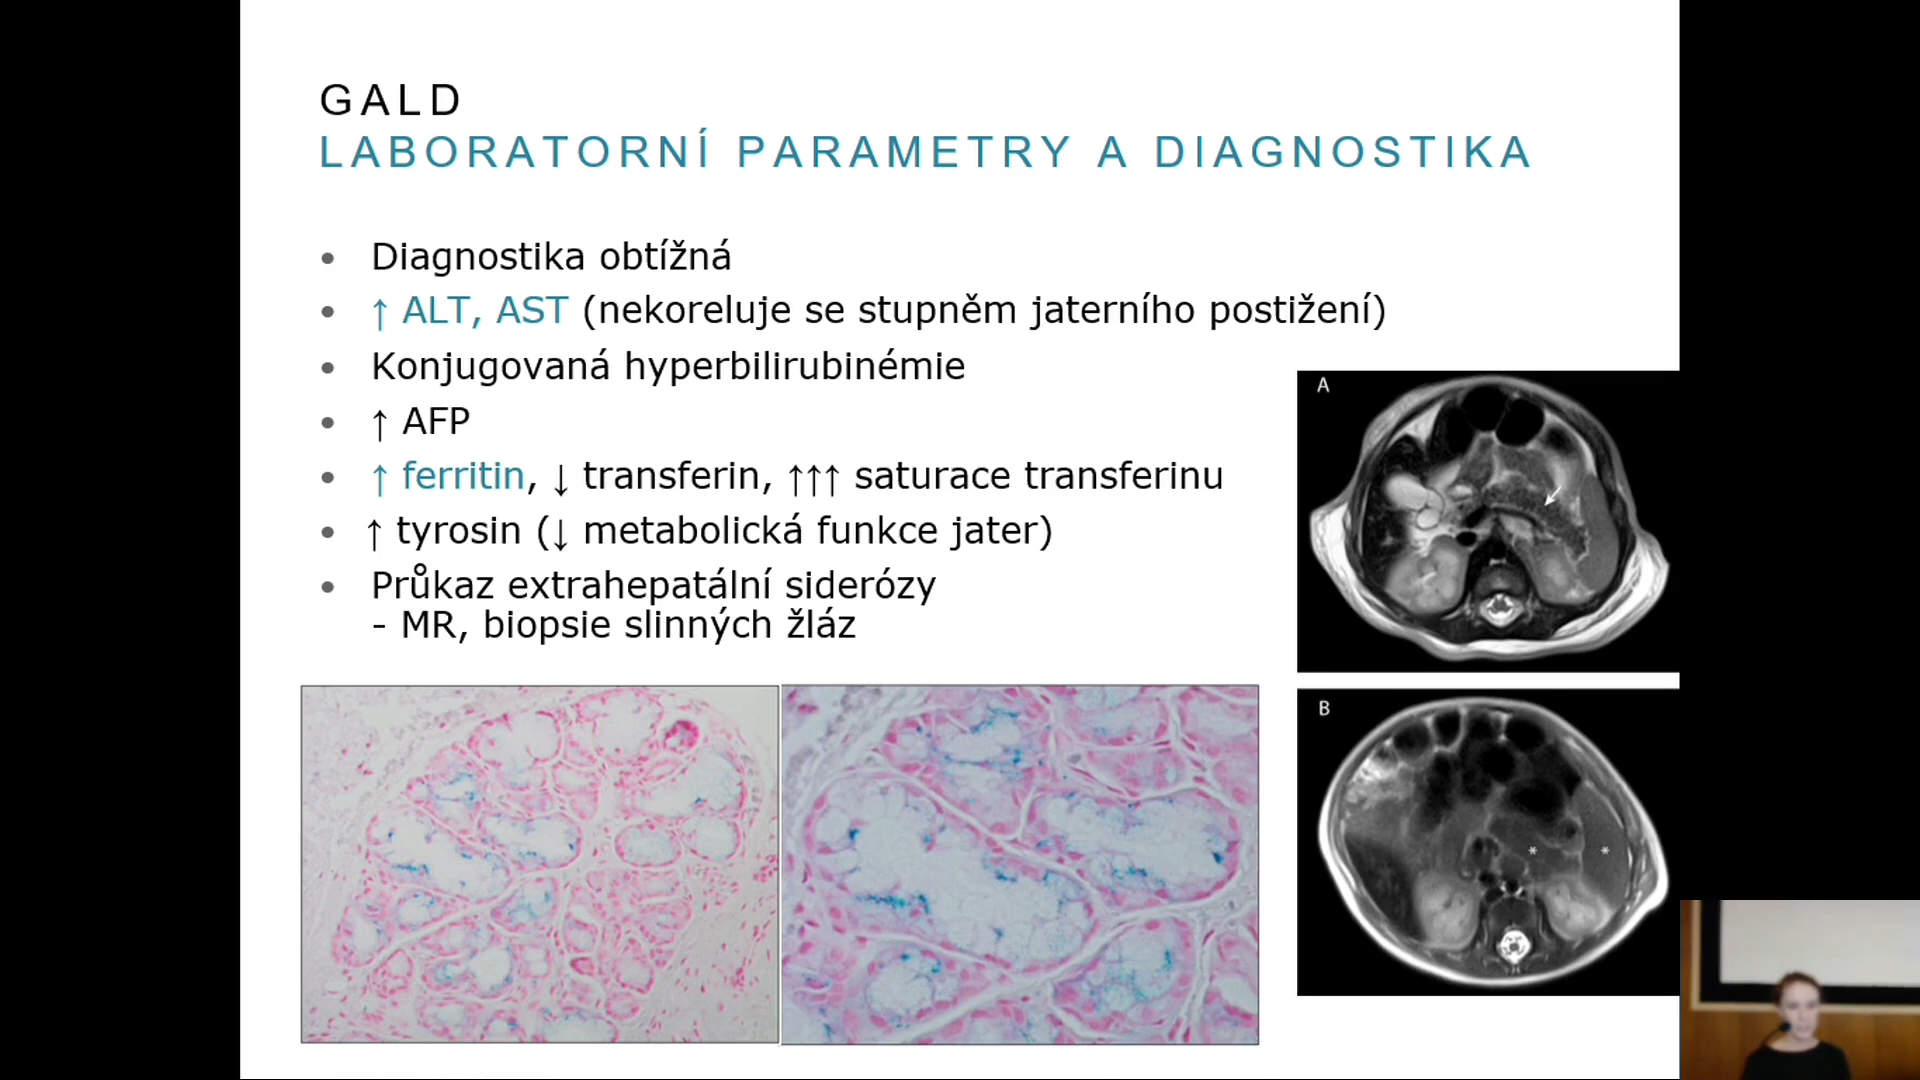 GALD
LABORATORNÍ PARAMETRY A DIAGNOSTIKA
• Diagnostika obtížná
• ↑ ALT, AST (nekoreluje se stupněm jaterního postižení)
• Konjugovaná hyperbilirubinémie
• ↑ AFP
• ↑ ferritin, ↓ transferin, ↑↑↑ saturace transferinu
• ↑ tyrosin (↓ metabolická funkce jater)
• Průkaz extrahepatální siderózy
- MR, biopsie slinných žláz
A
B
* *